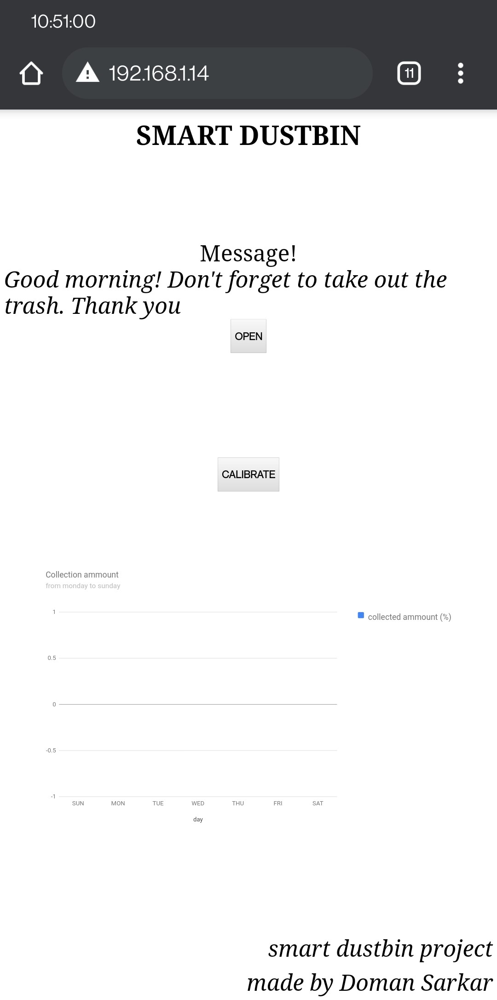 10:51:00
192.168.1.14
11
SMART DUSTBIN
Message!
Good morning! Don't forget to take out the
trash. Thank you
OPEN
CALIBRATE
Collection ammount
from monday to sunday
1
collected ammount (%)
0.5
0
-0.5
-1
SUN MON TUE WED THU FRI SAT
day
smart dustbin project
made by Doman Sarkar